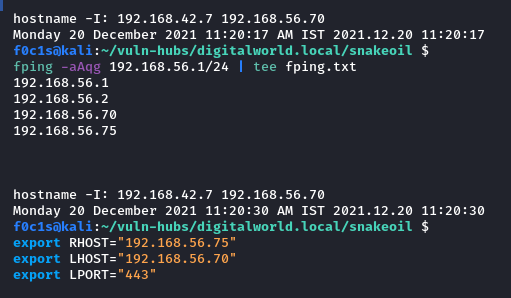 hostname -I: 192.168.42.7 192.168.56.70
Monday 20 December 2021 11:20:17 AM IST 2021.12.20 11:20:17
f0c1s@kali:~/vuln-hubs/digitalworld.local/snakeoil $
fping -aAqg 192.168.56.1/24 | tee fping.txt
192.168.56.1
192.168.56.2
192.168.56.70
192.168.56.75
hostname -I: 192.168.42.7 192.168.56.70
Monday 20 December 2021 11:20:30 AM IST 2021.12.20 11:20:30
f0c1s@kali:~/vuln-hubs/digitalworld.local/snakeoil $
export RHOST="192.168.56.75"
export LHOST="192.168.56.70"
export LPORT="443"